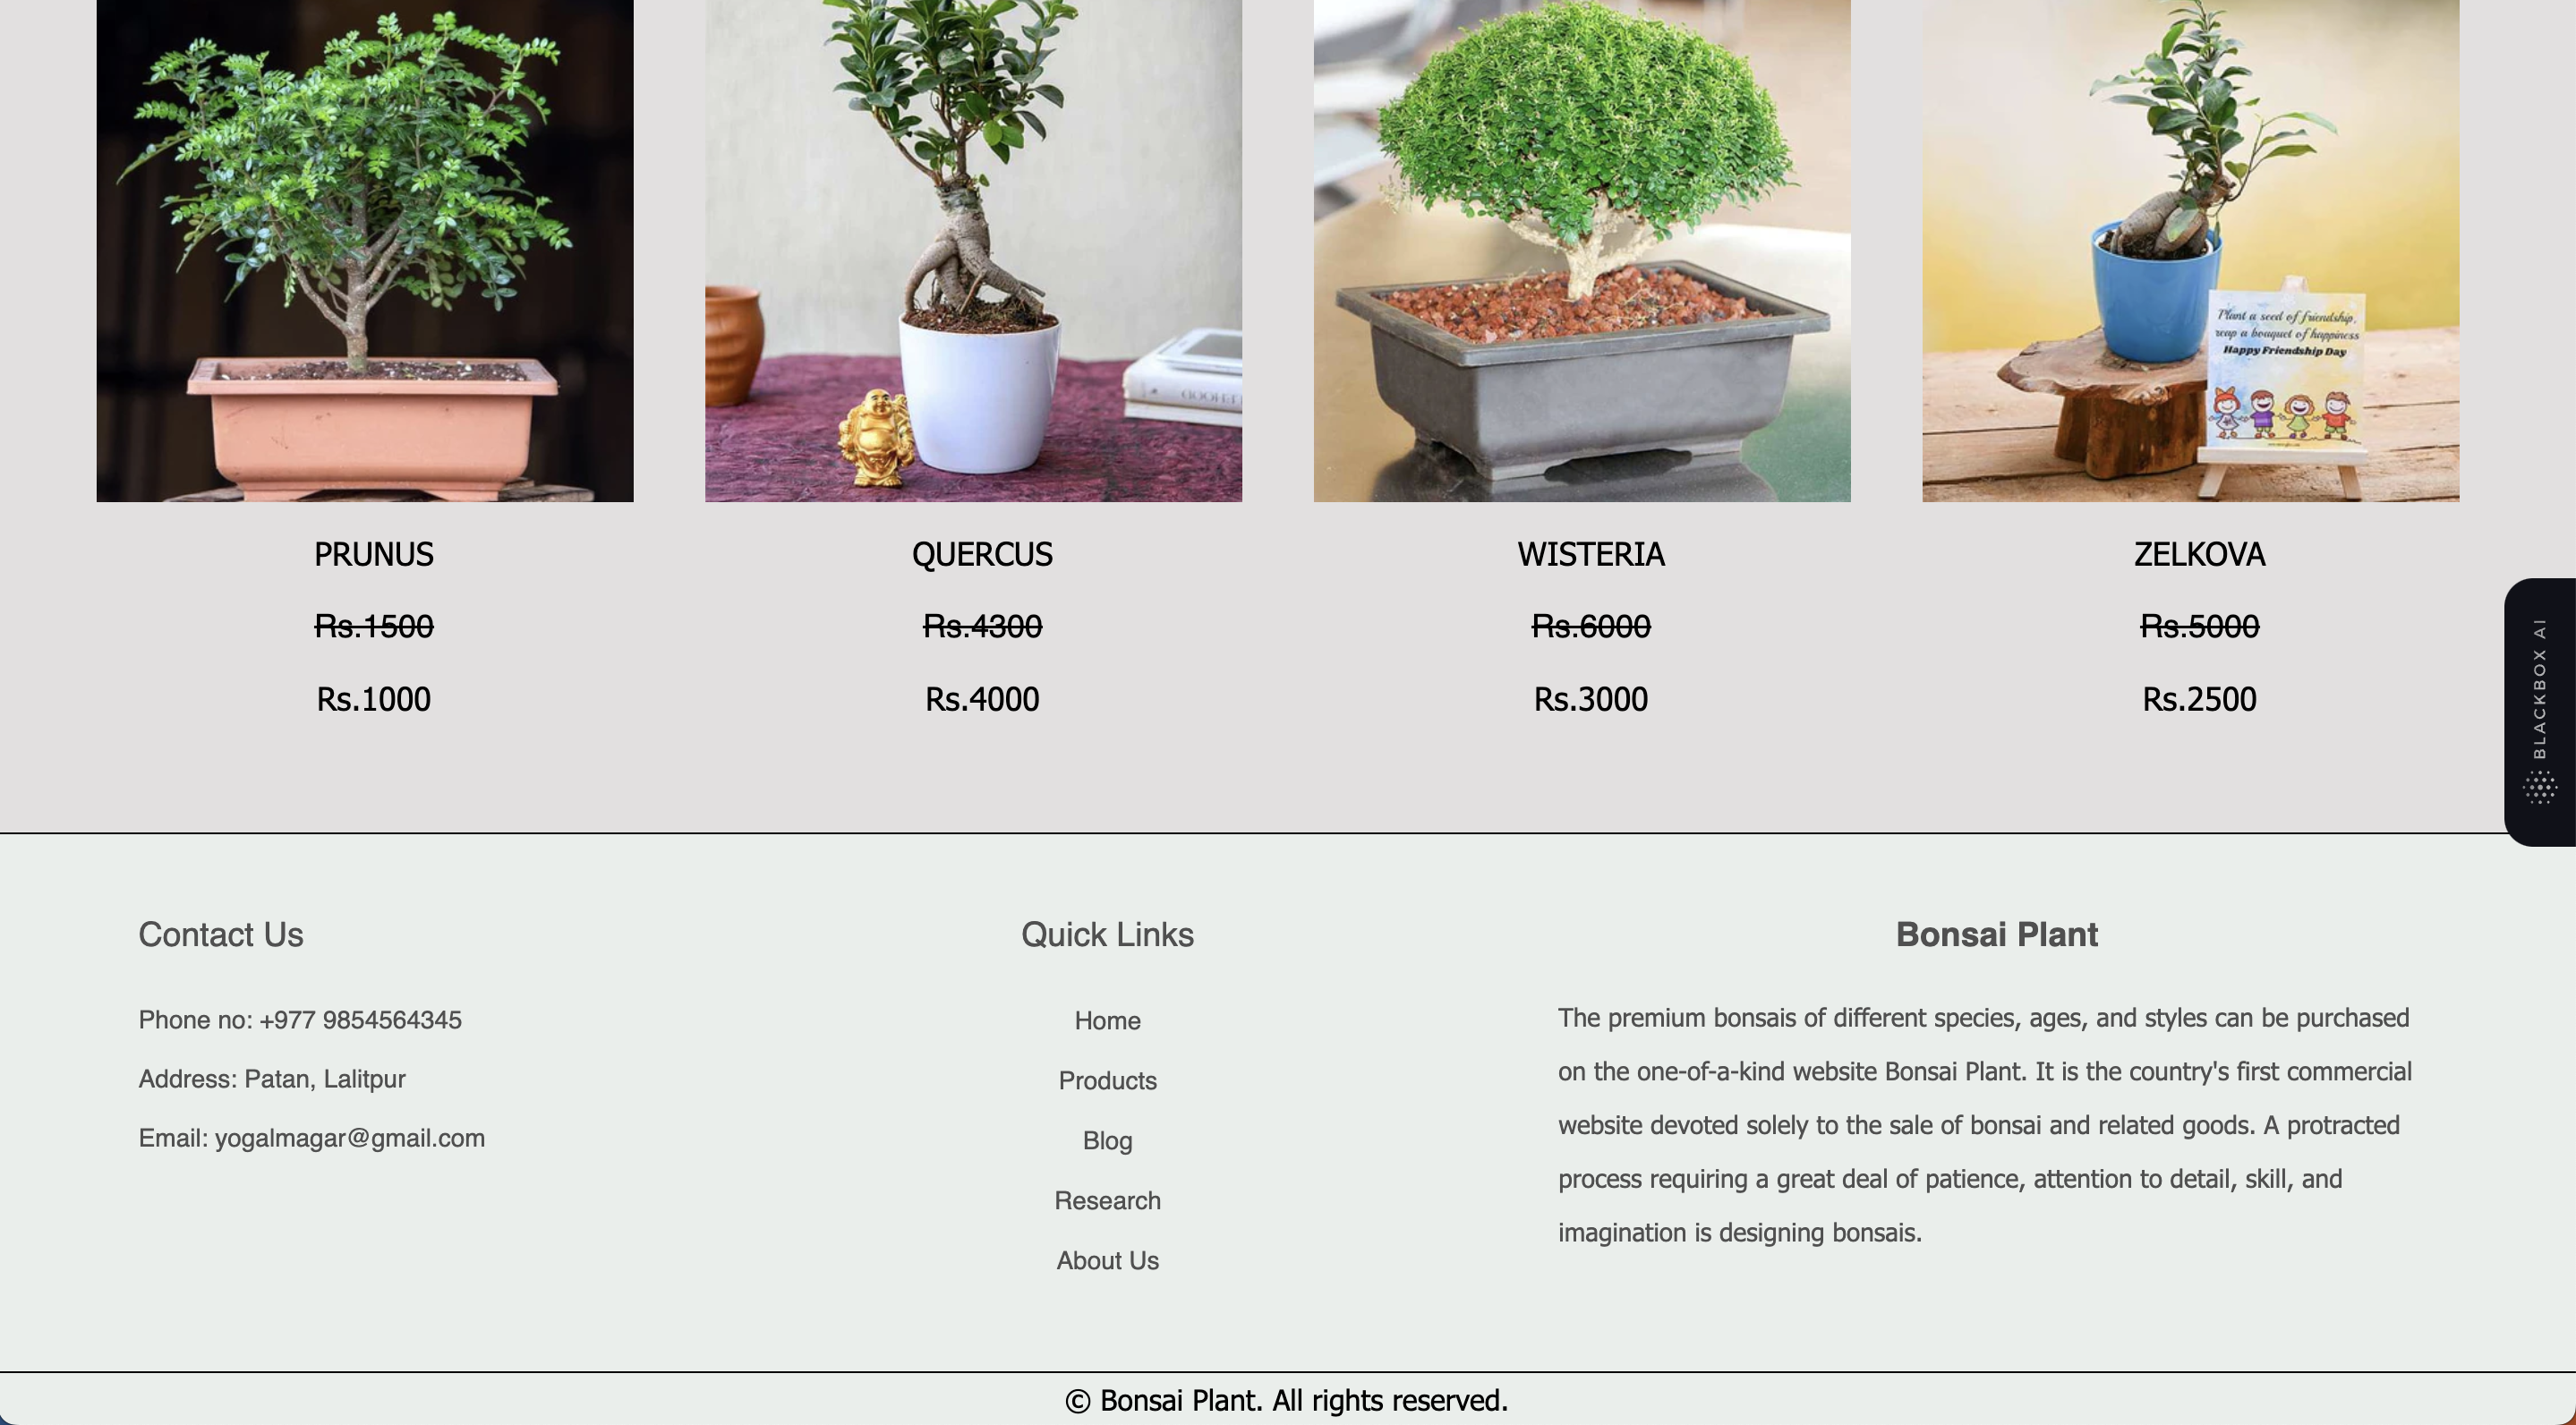 Plant a seed of friendship,
reap a bouquet of happiness
Happy Friendship Day
PRUNUS
Rs.1500
Rs.1000
QUERCUS
Rs.4300
Rs.4000
WISTERIA
Rs.6000
Rs.3000
ZELKOVA
Rs.5000
Rs.2500
BLACKBOX AI
Contact Us
Phone no: +977 9854564345
Address: Patan, Lalitpur
Email: yogalmagar@gmail.com
Quick Links
Home
Products
Blog
Research
About Us
Bonsai Plant
The premium bonsais of different species, ages, and styles can be purchased
on the one-of-a-kind website Bonsai Plant. It is the country's first commercial
website devoted solely to the sale of bonsai and related goods. A protracted
process requiring a great deal of patience, attention to detail, skill, and
imagination is designing bonsais.
© Bonsai Plant. All rights reserved.